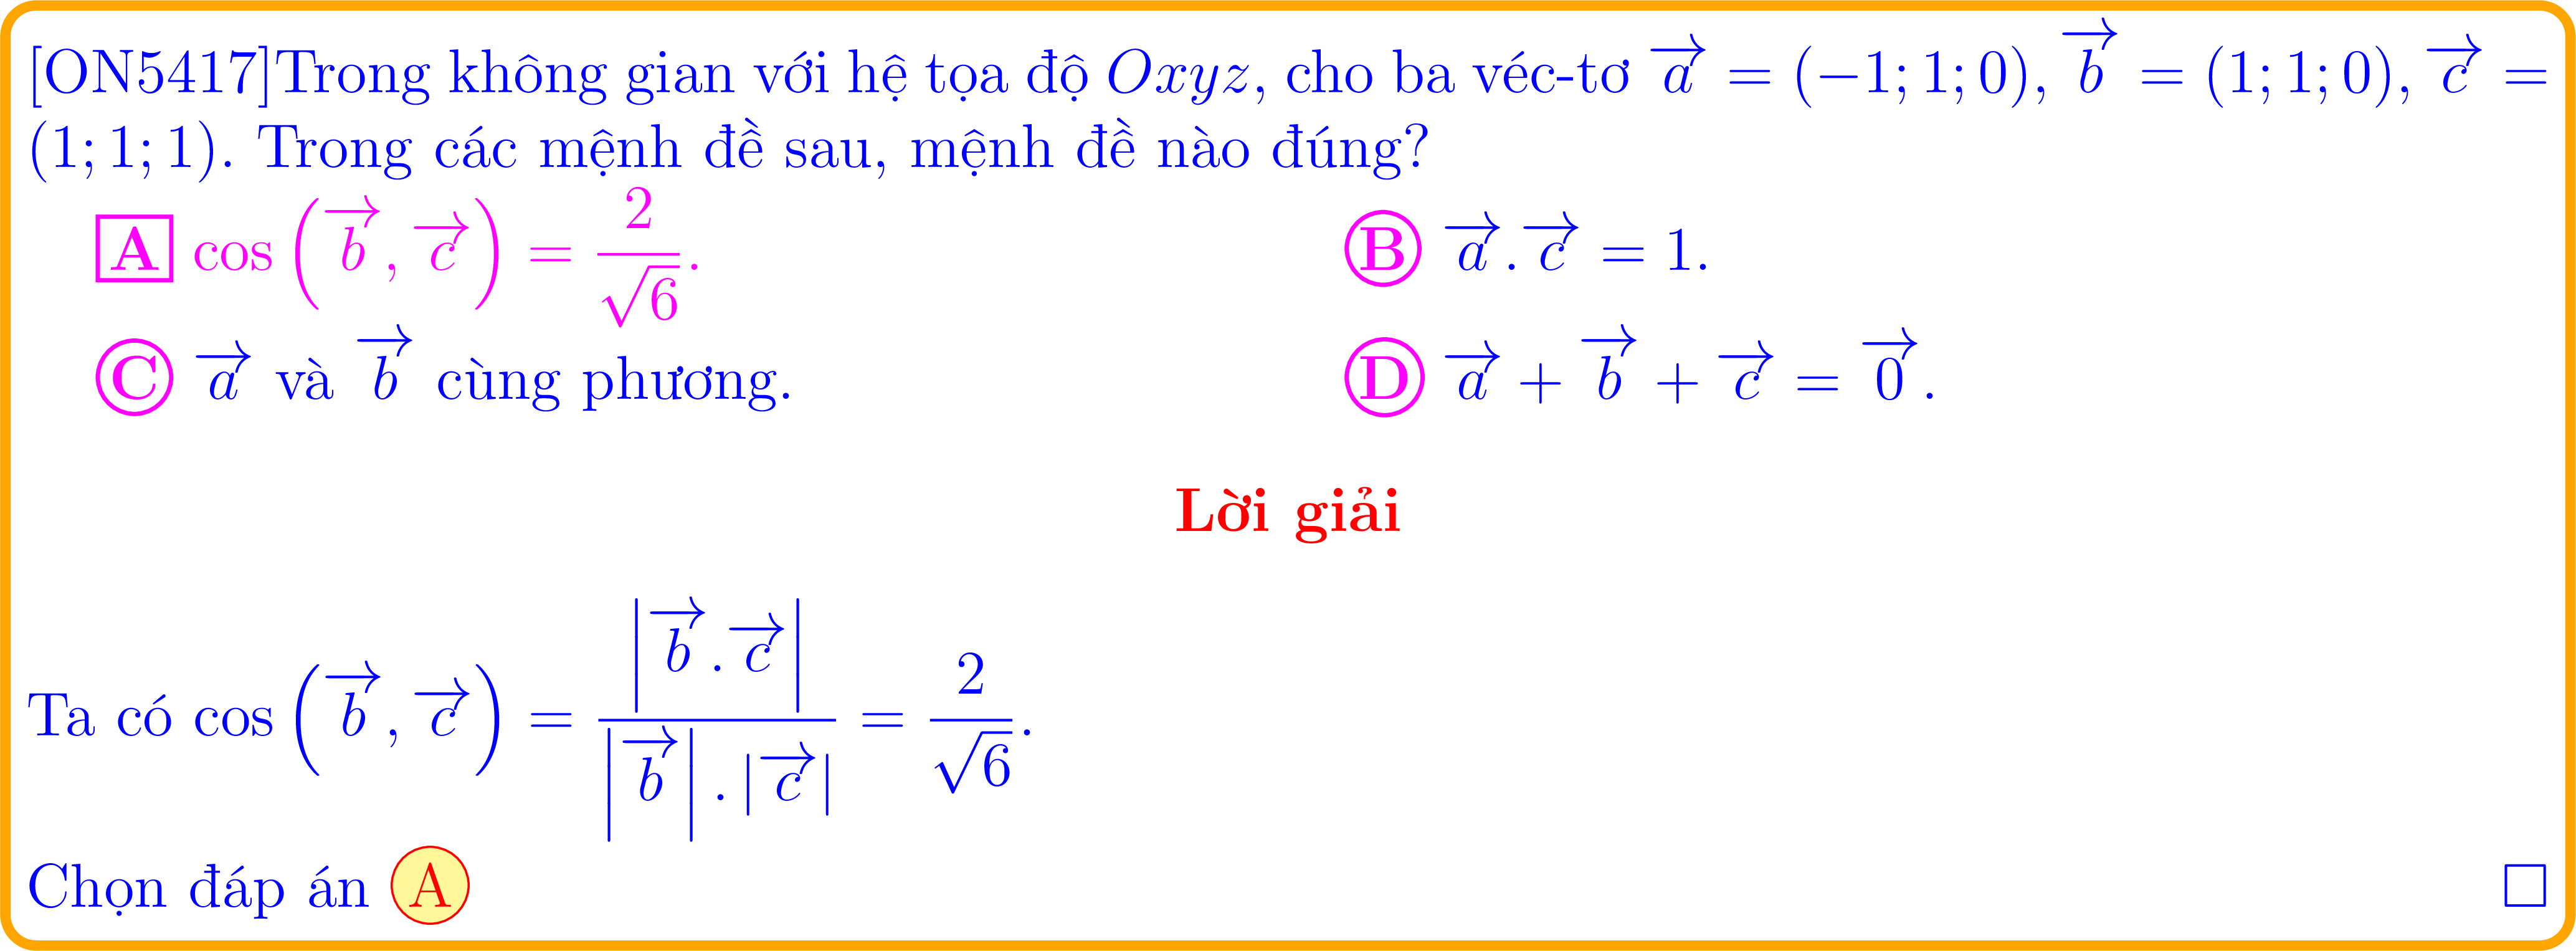 [ON5417]Trong không gian với hệ tọa độ $Oxyz$, cho ba véc-tơ $\overrightarrow{a} = (-1; 1; 0)$, $\overrightarrow{b} = (1; 1; 0)$, $\overrightarrow{c} =$
$(1; 1; 1)$. Trong các mệnh đề sau, mệnh đề nào đúng?
A $\cos\left(\overrightarrow{b}, \overrightarrow{c}\right) = \dfrac{2}{\sqrt{6}}$. B $\overrightarrow{a}.\overrightarrow{c} = 1$.
C $\overrightarrow{a}$ và $\overrightarrow{b}$ cùng phương. D $\overrightarrow{a} + \overrightarrow{b} + \overrightarrow{c} = \overrightarrow{0}$.
Lời giải
Ta có $\cos\left(\overrightarrow{b}, \overrightarrow{c}\right) = \dfrac{\left|\overrightarrow{b}.\overrightarrow{c}\right|}{\left|\overrightarrow{b}\right|.\left|\overrightarrow{c}\right|} = \dfrac{2}{\sqrt{6}}$.
Chọn đáp án A □